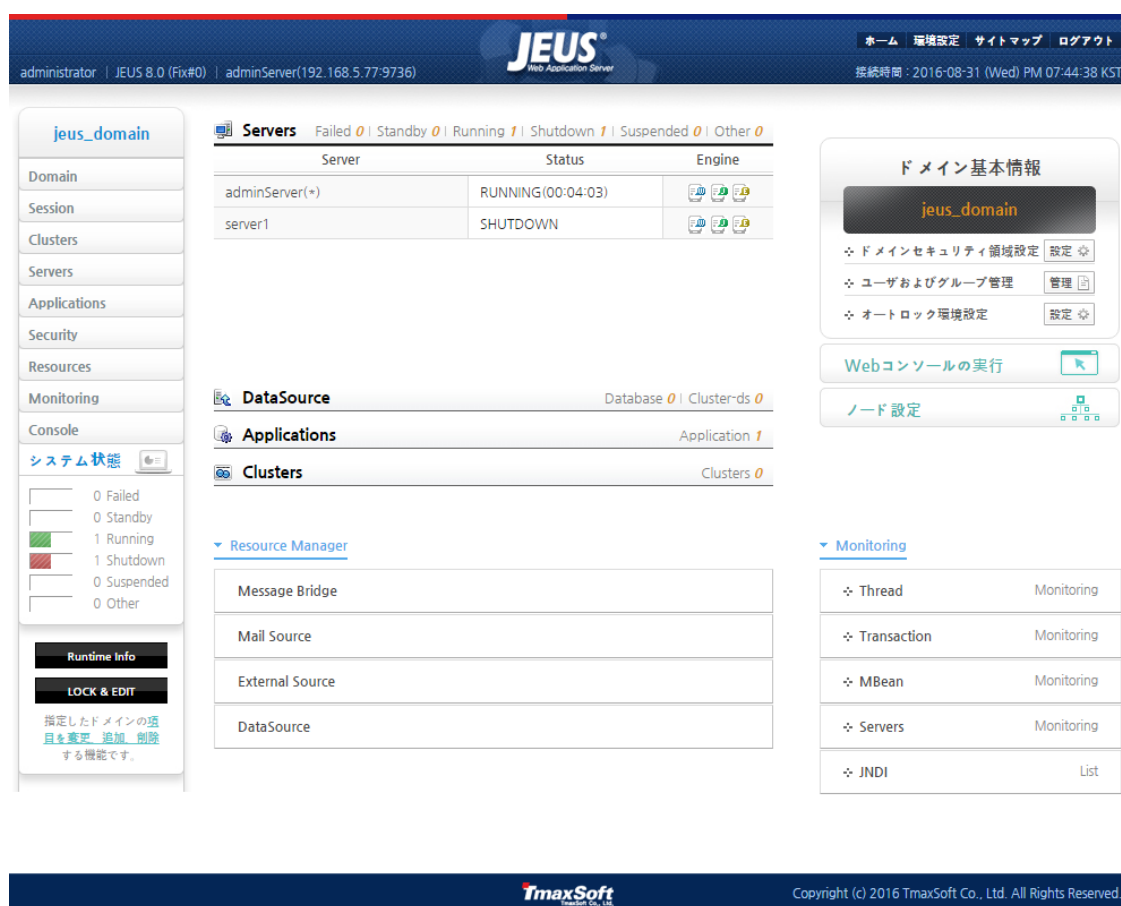 JEUS®
Web Application Server
ホーム 環境設定 サイトマップ ログアウト
administrator | JEUS 8.0 (Fix#0) | adminServer(192.168.5.77:9736)
接続時間 : 2016-08-31 (Wed) PM 07:44:38 KST
jeus_domain
Domain
Session
Clusters
Servers
Applications
Security
Resources
Monitoring
Console
システム状態
0 Failed
0 Standby
1 Running
1 Shutdown
0 Suspended
0 Other
Runtime Info
LOCK & EDIT
指定したドメインの項
目を変更、追加、削除
する機能です。
Servers Failed 0 | Standby 0 | Running 1 | Shutdown 1 | Suspended 0 | Other 0
Server Status Engine
adminServer(*) RUNNING(00:04:03)
server1 SHUTDOWN
DataSource Database 0 | Cluster-ds 0
Applications Application 1
Clusters Clusters 0
Resource Manager
Message Bridge
Mail Source
External Source
DataSource
ドメイン基本情報
jeus_domain
ドメインセキュリティ領域設定 設定
ユーザおよびグループ管理 管理
オートロック環境設定 設定
Webコンソールの実行
ノード設定
Monitoring
Thread Monitoring
Transaction Monitoring
MBean Monitoring
Servers Monitoring
JNDI List
TmaxSoft
TmaxSoft Co., Ltd.
Copyright (c) 2016 TmaxSoft Co., Ltd. All Rights Reserved.